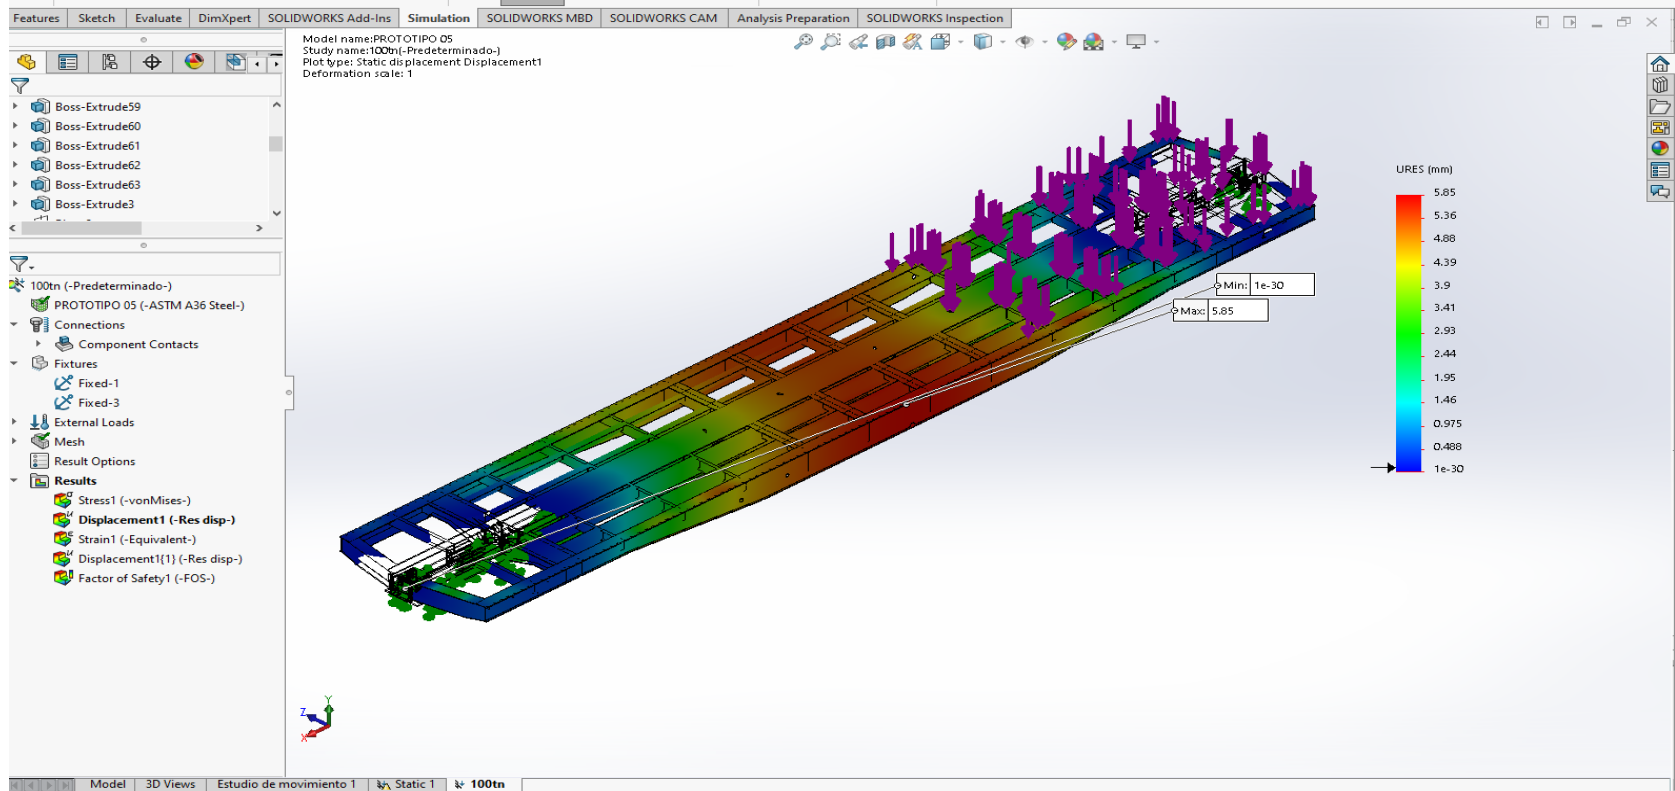 Features Sketch Evaluate DimXpert SOLIDWORKS Add-Ins Simulation SOLIDWORKS MBD SOLIDWORKS CAM Analysis Preparation SOLIDWORKS Inspection
Boss-Extrude59
Boss-Extrude60
Boss-Extrude61
Boss-Extrude62
Boss-Extrude63
Boss-Extrude3
100tn (-Predeterminado-)
PROTOTIPO 05 (-ASTM A36 Steel-)
Connections
Component Contacts
Fixtures
Fixed-1
Fixed-3
External Loads
Mesh
Result Options
Results
Stress1 (-vonMises-)
Displacement1 (-Res disp-)
Strain1 (-Equivalent-)
Displacement1{1} (-Res disp-)
Factor of Safety1 (-FOS-)
Model name:PROTOTIPO 05
Study name:100tn(-Predeterminado-)
Plot type: Static displacement Displacement1
Deformation scale: 1
Min: 1e-30
Max: 5.85
URES (mm)
5.85
5.36
4.88
4.39
3.9
3.41
2.93
2.44
1.95
1.46
0.975
0.488
1e-30
Y
Z
X
Model 3D Views Estudio de movimiento 1 Static 1 100tn